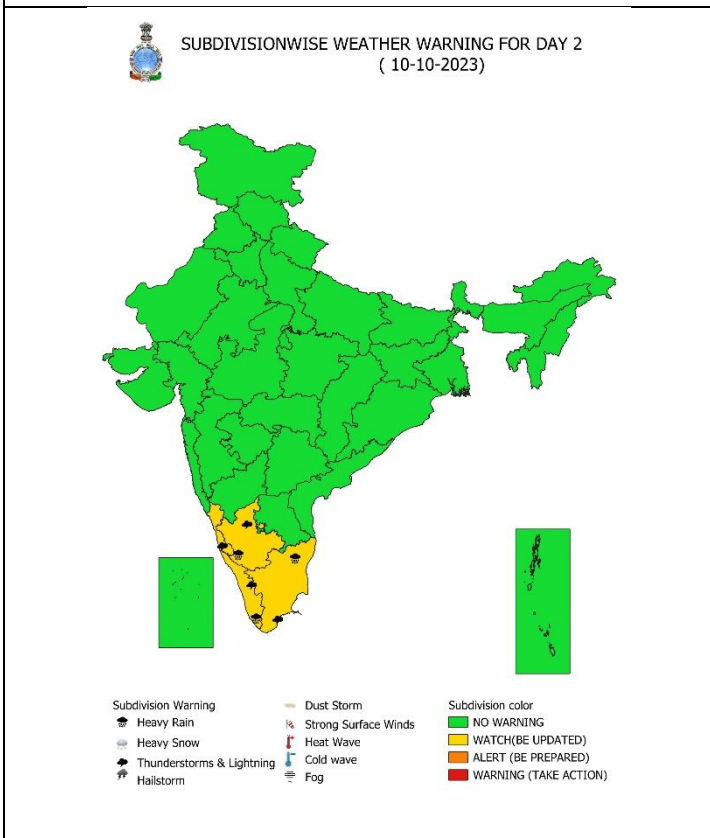 SUBDIVISIONWISE WEATHER WARNING FOR DAY 2
( 10-10-2023)
Subdivision Warning
Heavy Rain
Heavy Snow
Thunderstorms & Lightning
Hailstorm
Dust Storm
Strong Surface Winds
Heat Wave
Cold wave
Fog
Subdivision color
NO WARNING
WATCH(BE UPDATED)
ALERT (BE PREPARED)
WARNING (TAKE ACTION)